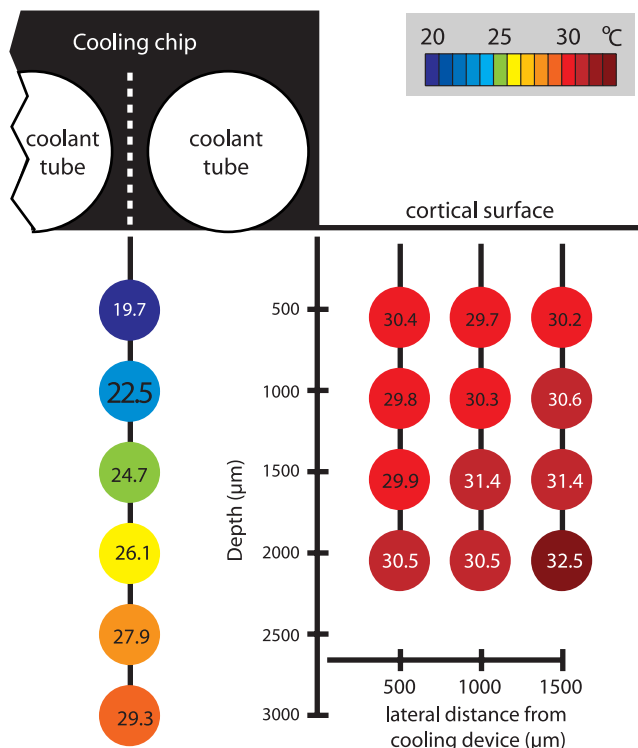 Cooling chip
coolant
tube
coolant
tube
20 25 30 ºC
cortical surface
19.7
22.5
24.7
26.1
27.9
29.3
Depth (µm)
500
1000
1500
2000
2500
3000
30.4 29.7 30.2
29.8 30.3 30.6
29.9 31.4 31.4
30.5 30.5 32.5
500 1000 1500
lateral distance from
cooling device (µm)